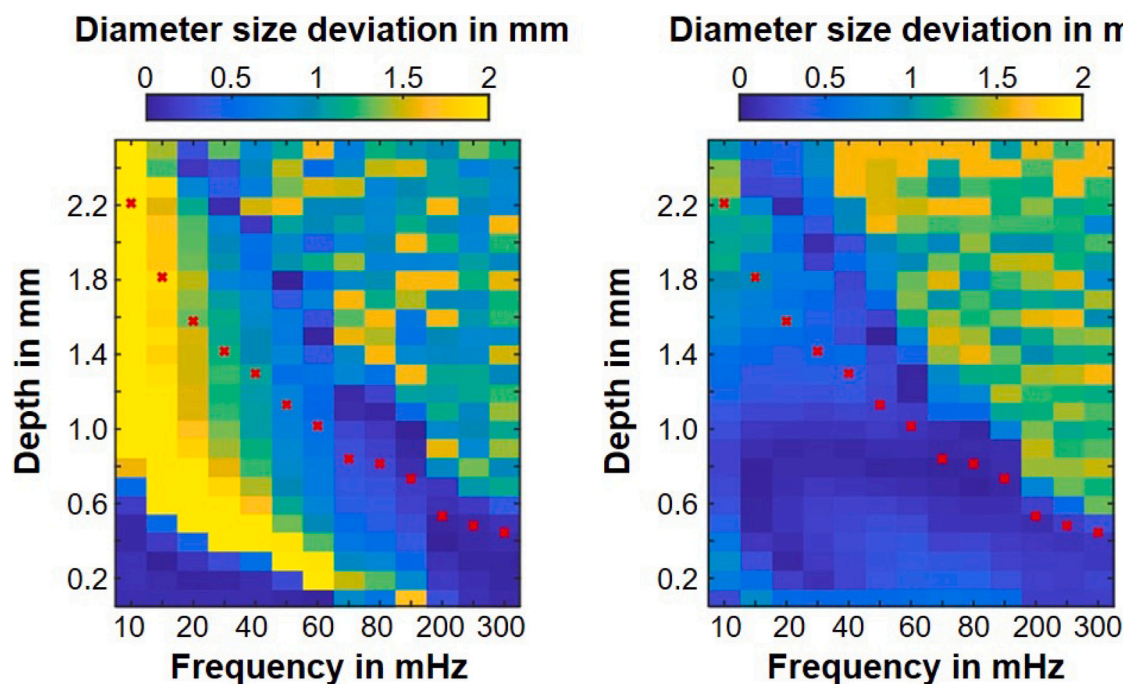 Diameter size deviation in mm
0 0.5 1 1.5 2
2.2
1.8
1.4
1.0
0.6
0.2
Depth in mm
10 20 40 60 80 200 300
Frequency in mHz
Diameter size deviation in m
0 0.5 1 1.5 2
2.2
1.8
1.4
1.0
0.6
0.2
Depth in mm
10 20 40 60 80 200 300
Frequency in mHz